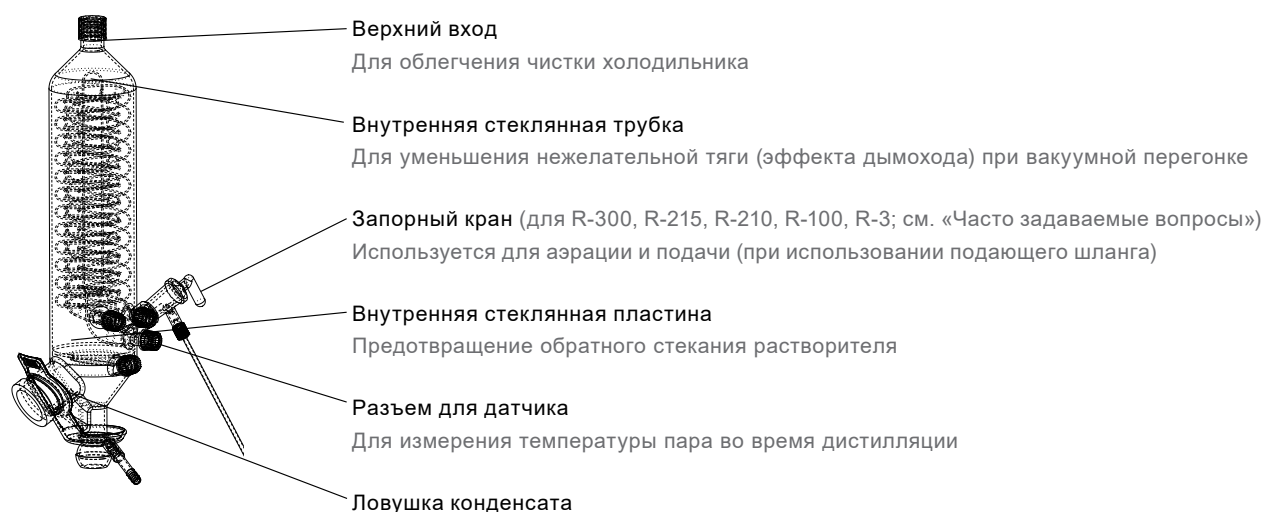 Верхний вход
Для облегчения чистки холодильника
Внутренняя стеклянная трубка
Для уменьшения нежелательной тяги (эффекта дымохода) при вакуумной перегонке
Запорный кран (для R-300, R-215, R-210, R-100, R-3; см. «Часто задаваемые вопросы»)
Используется для аэрации и подачи (при использовании подающего шланга)
Внутренняя стеклянная пластина
Предотвращение обратного стекания растворителя
Разъем для датчика
Для измерения температуры пара во время дистилляции
Ловушка конденсата